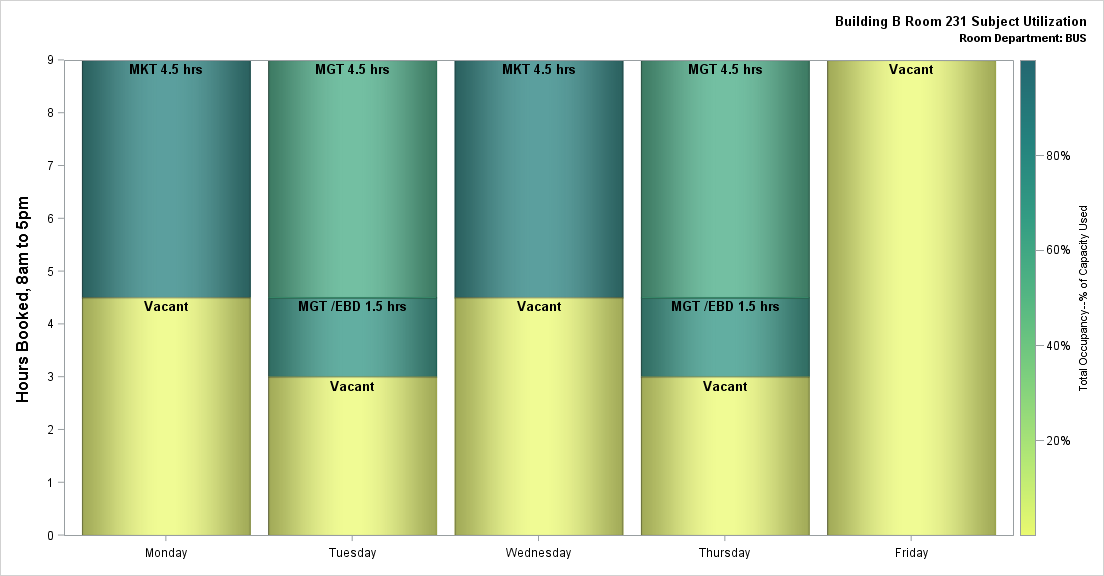 Building B Room 231 Subject Utilization
Room Department: BUS
Hours Booked, 8am to 5pm
9
8
7
6
5
4
3
2
1
0
MKT 4.5 hrs
Vacant
MGT 4.5 hrs
MGT /EBD 1.5 hrs
Vacant
MKT 4.5 hrs
Vacant
MGT 4.5 hrs
MGT /EBD 1.5 hrs
Vacant
Vacant
Monday
Tuesday
Wednesday
Thursday
Friday
80%
60%
40%
20%
Total Occupancy--% of Capacity Used